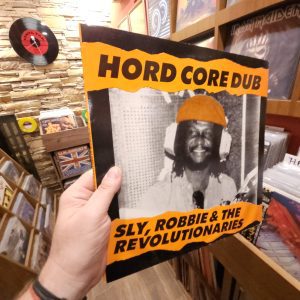 HORD CORE DUB
SLY, ROBBIE & THE
REVOLUTIONARIES